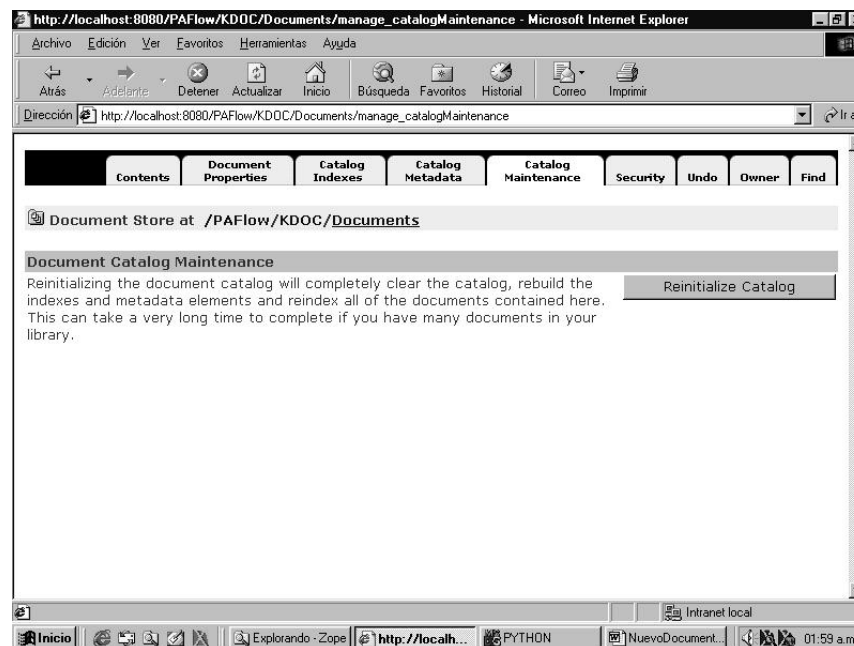 http://localhost:8080/PAFlow/KDOC/Documents/manage_catalogMaintenance - Microsoft Internet Explorer
Archivo Edición Ver Favoritos Herramientas Ayuda
Atrás Adelante Detener Actualizar Inicio Búsqueda Favoritos Historial Correo Imprimir
Dirección http://localhost:8080/PAFlow/KDOC/Documents/manage_catalogMaintenance Ir a
Contents Document Properties Catalog Indexes Catalog Metadata Catalog Maintenance Security Undo Owner Find
Document Store at /PAFlow/KDOC/Documents
Document Catalog Maintenance
Reinitializing the document catalog will completely clear the catalog, rebuild the
indexes and metadata elements and reindex all of the documents contained here.
This can take a very long time to complete if you have many documents in your
library.
Reinitialize Catalog
Intranet local
Inicio Explorando - Zope http://localh... PYTHON NuevoDocument... 01:59 a.m